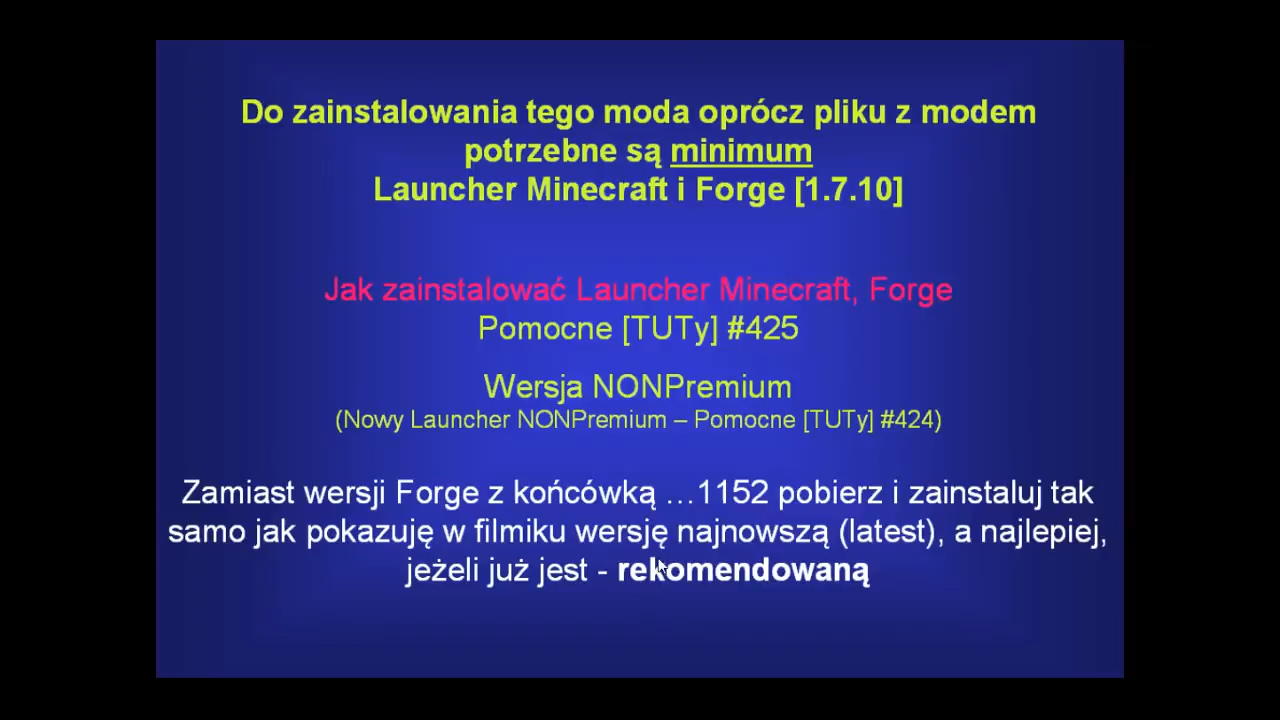 Do zainstalowania tego moda oprócz pliku z modem
potrzebne są minimum
Launcher Minecraft i Forge [1.7.10]
Jak zainstalować Launcher Minecraft, Forge
Pomocne [TUTy] #425
Wersja NONPremium
(Nowy Launcher NONPremium – Pomocne [TUTy] #424)
Zamiast wersji Forge z końcówką ...1152 pobierz i zainstaluj tak
samo jak pokazuję w filmiku wersję najnowszą (latest), a najlepiej,
jeżeli już jest - rekomendowaną